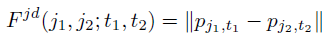 F^{jd}(j_1, j_2; t_1, t_2) = \|p_{j_1,t_1} - p_{j_2,t_2}\|